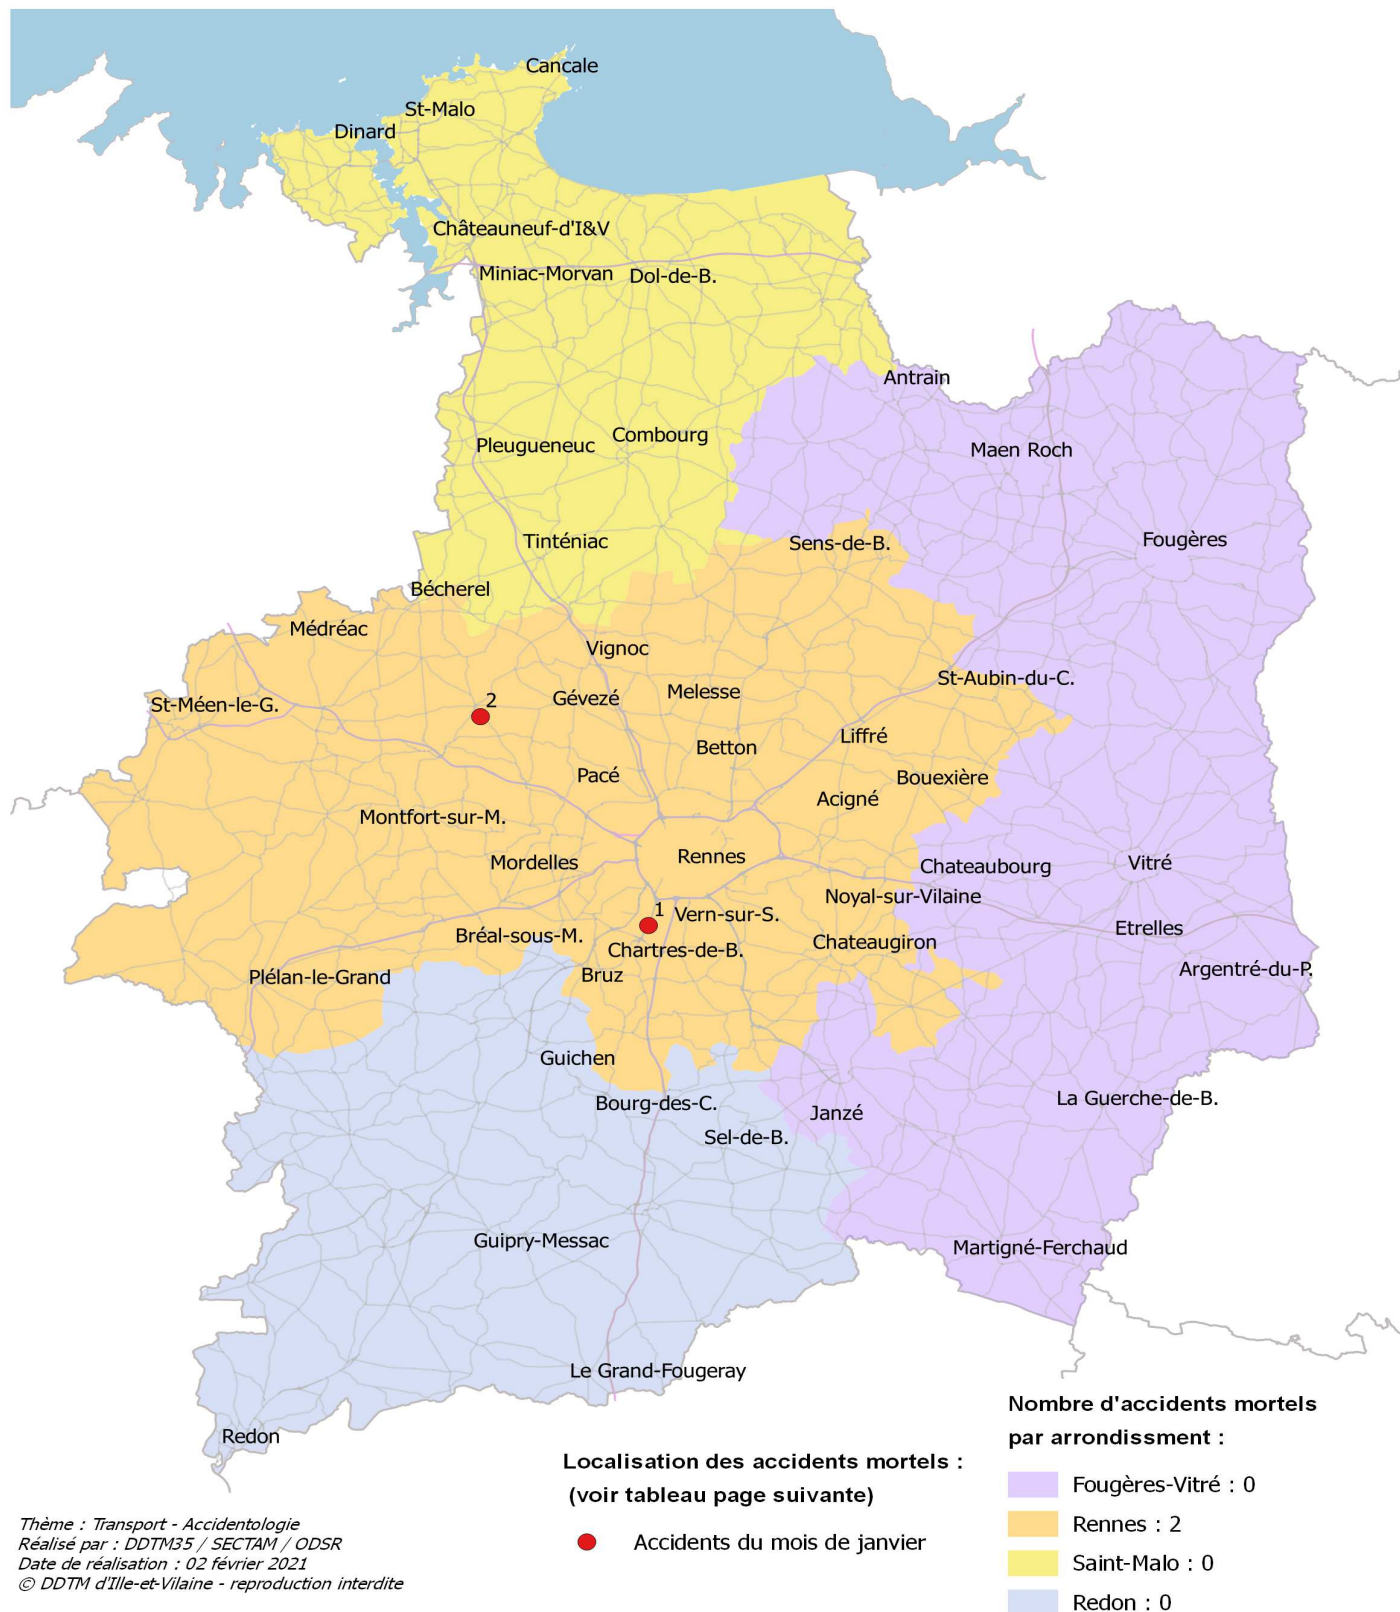 Cancale
St-Malo
Dinard
Châteauneuf-d'I&V
Miniac-Morvan
Dol-de-B.
Antrain
Combourg
Pleugueneuc
Maen Roch
Tinténiac
Sens-de-B.
Fougères
Bécherel
Médréac
Vignoc
St-Aubin-du-C.
Melesse
Gévezé
St-Méen-le-G.
2
Liffré
Betton
Pacé
Bouexière
Acigné
Montfort-sur-M.
Rennes
Mordelles
Chateaubourg
Vitré
Noyal-sur-Vilaine
1
Vern-sur-S.
Etrelles
Bréal-sous-M.
Chartres-de-B.
Chateaugiron
Argentré-du-P.
Plélan-le-Grand
Bruz
Guichen
Bourg-des-C.
Janzé
La Guerche-de-B.
Sel-de-B.
Guipry-Messac
Martigné-Ferchaud
Le Grand-Fougeray
Redon
Localisation des accidents mortels :
(voir tableau page suivante)
Accidents du mois de janvier
Nombre d'accidents mortels
par arrondissment :
Fougères-Vitré : 0
Rennes : 2
Saint-Malo : 0
Redon : 0
Thème : Transport - Accidentologie
Réalisé par : DDTM35 / SECTAM / ODSR
Date de réalisation : 02 février 2021
© DDTM d'Ille-et-Vilaine - reproduction interdite